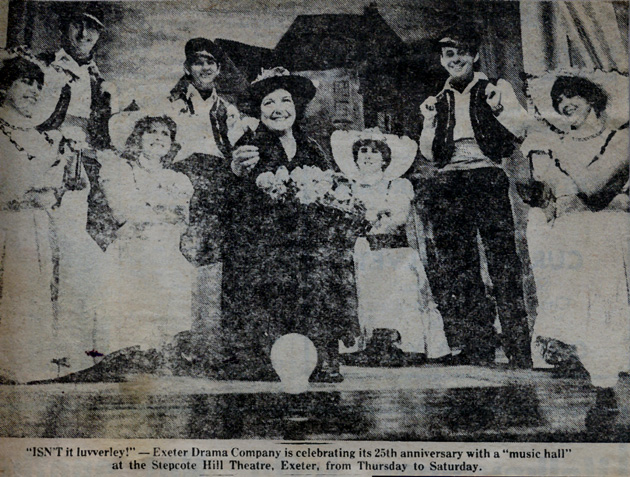 "ISN'T it luvverley!" — Exeter Drama Company is celebrating its 25th anniversary with a "music hall"
at the Stepcote Hill Theatre, Exeter, from Thursday to Saturday.